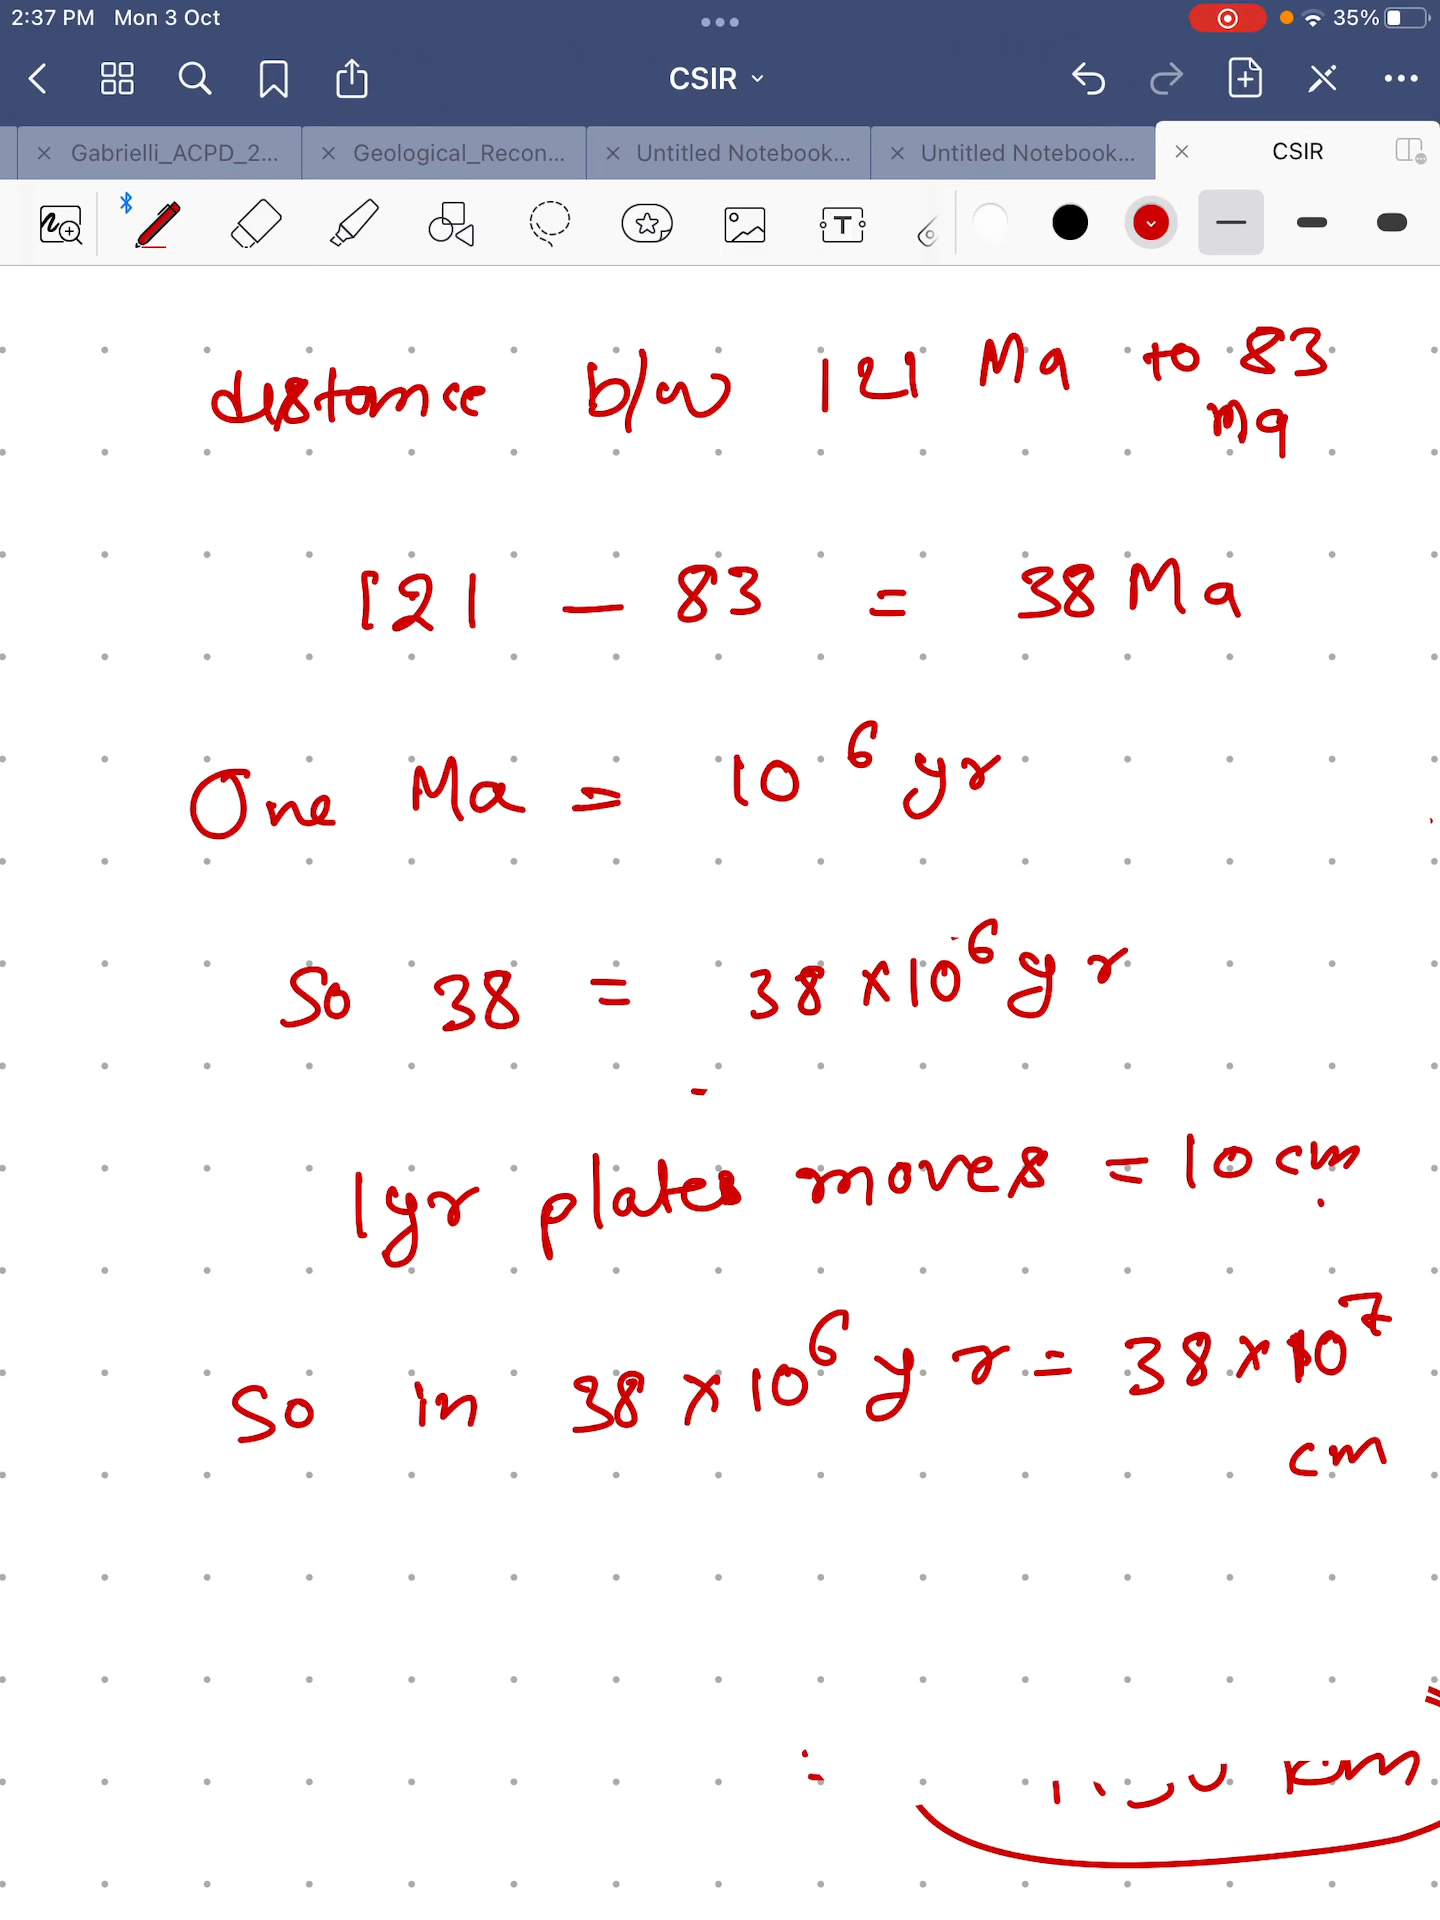 2:37 PM Mon 3 Oct 35%
CSIR
Gabrielli_ACPD_2... Geological_Recon... Untitled Notebook... Untitled Notebook... CSIR
T
distance b/w 121 Ma to 83
Ma
121 - 83 = 38 Ma
One Ma = 10⁶ yr
So 38 = 38 × 10⁶ yr
1yr plates moves = 10 cm
So in 38 × 10⁶ yr = 38 × 10⁷
cm
km